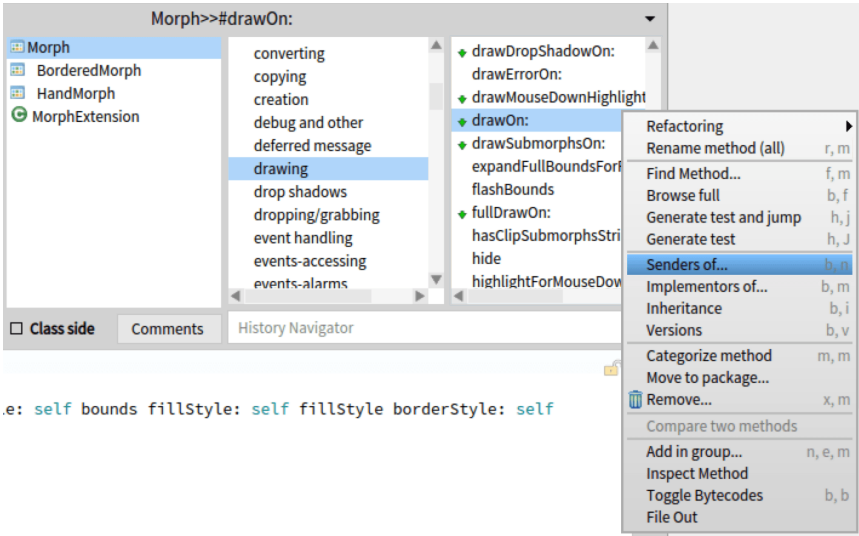 Morph>>#drawOn:
Morph
BorderedMorph
HandMorph
MorphExtension
converting
copying
creation
debug and other
deferred message
drawing
drop shadows
dropping/grabbing
event handling
events-accessing
events-alarms
drawDropShadowOn:
drawErrorOn:
drawMouseDownHighlight
drawOn:
drawSubmorphsOn:
expandFullBoundsForF
flashBounds
fullDrawOn:
hasClipSubmorphsStri
hide
highlightForMouseDow
Refactoring
Rename method (all) r, m
Find Method... f, m
Browse full b, f
Generate test and jump h, j
Generate test h, J
Senders of... b, n
Implementors of... b, m
Inheritance b, i
Versions b, v
Categorize method m, m
Move to package...
Remove... x, m
Compare two methods
Add in group... n, e, m
Inspect Method
Toggle Bytecodes b, b
File Out
Class side Comments History Navigator
e: self bounds fillStyle: self fillStyle borderStyle: self